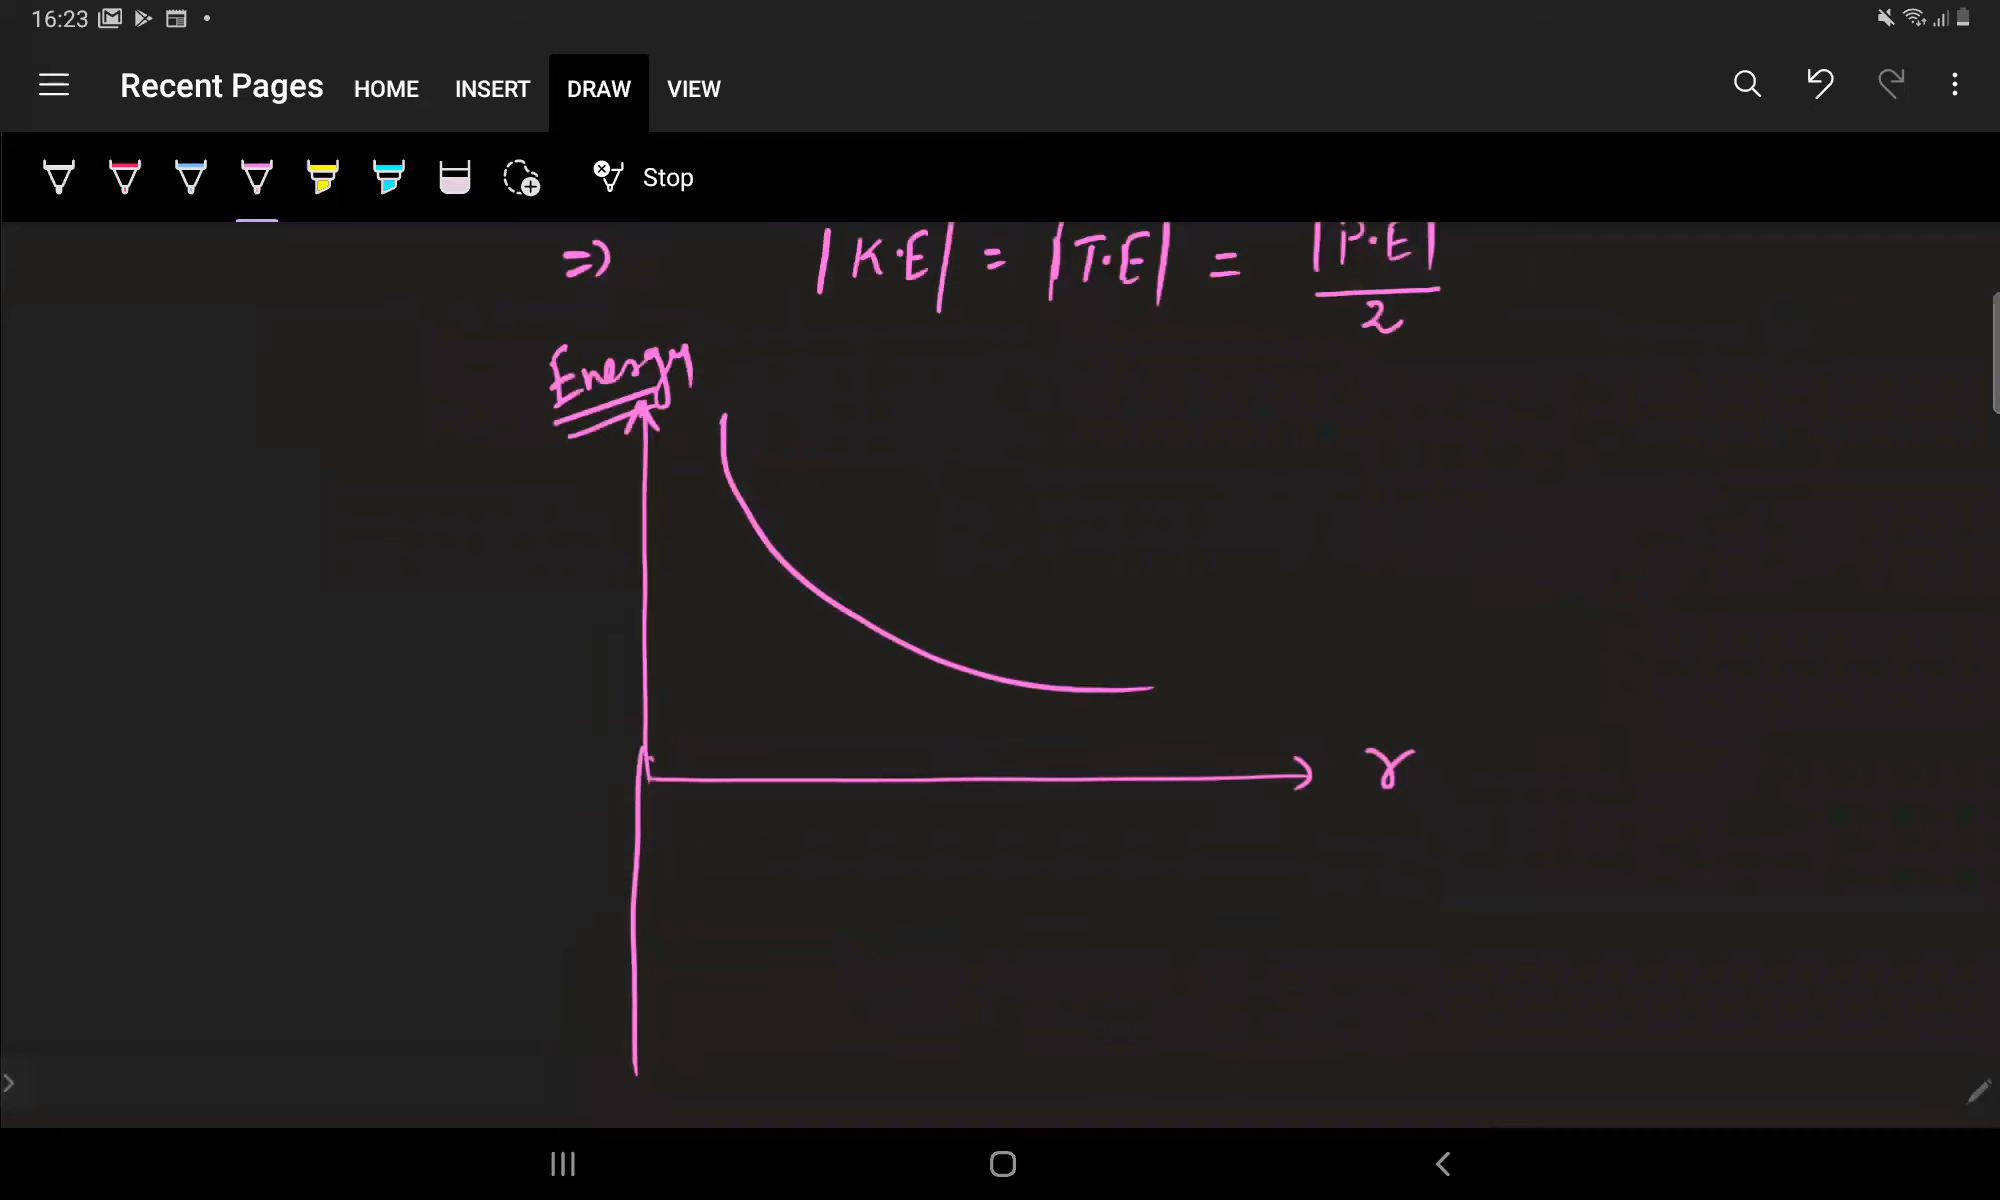 16:23
Recent Pages HOME INSERT DRAW VIEW
Stop
=> |K.E| = |T.E| = |P.E| / 2
Energy
r